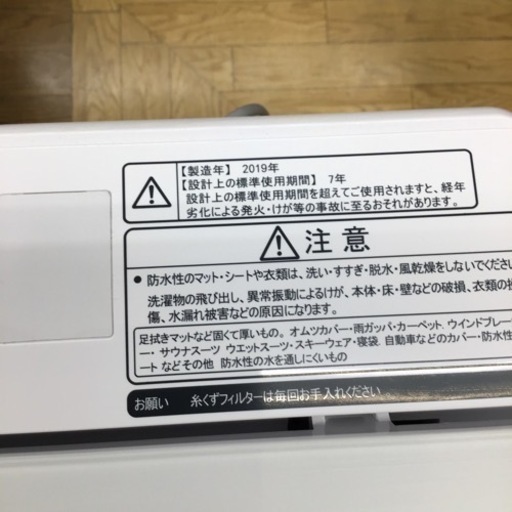 【製造年】 2019年
【設計上の標準使用期間】 7年
設計上の標準使用期間を超えてご使用されますと、経年
劣化による発火・けが等の事故に至るおそれがあります。
注意
• 防水性のマット・シートや衣類は、洗い・すすぎ・脱水・風乾燥をしないでください
洗濯物の飛び出し、異常振動によるけが、本体・床・壁などの破損、衣類の損
傷、水漏れ被害などの原因になります。
足拭きマットなど固くて厚いもの。オムツカバー・雨ガッパ・カーペット、ウインドブレー
ー・サウナスーツ ウエットスーツ・スキーウェア・寝袋、自動車などのカバー・防水性
ート などその他 防水性の水を通しにくいもの
お願い 糸くずフィルターは毎回お手入れください。